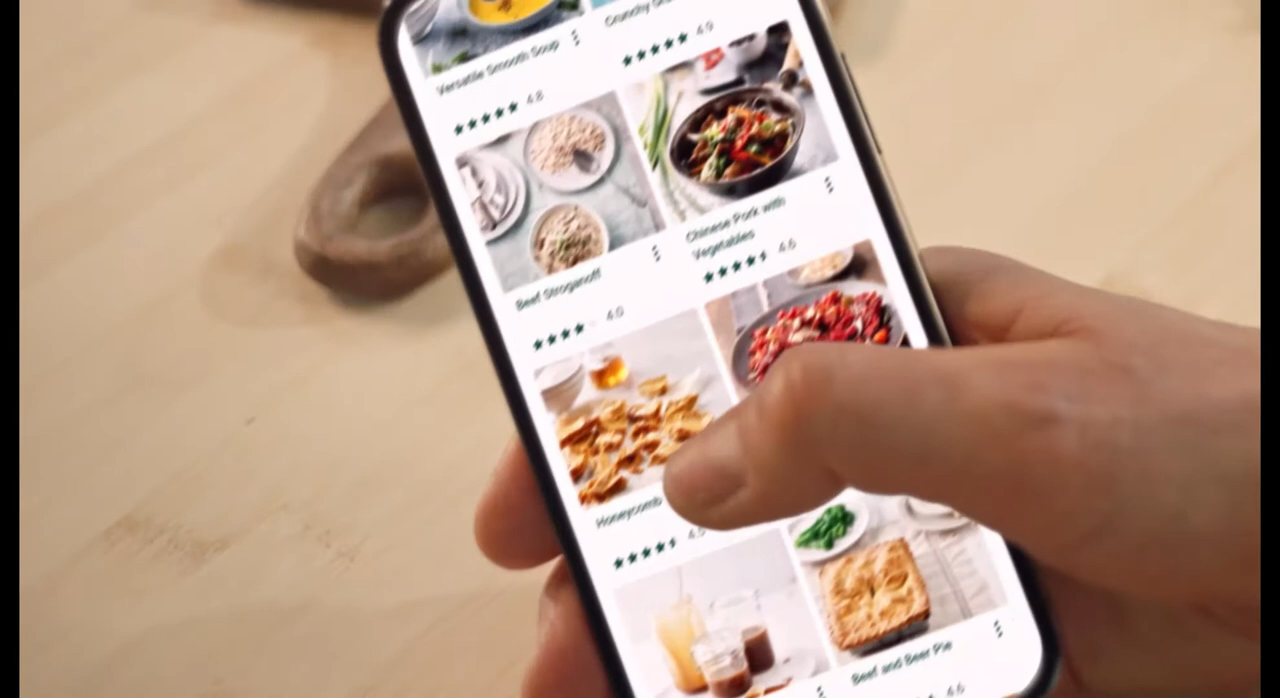 Versatile Smooth Soup
Crunchy
4.8
4.9
Beef Stroganoff
Chinese Pork with
Vegetables
4.0
4.6
Honeycomb
Beef and Beer Pie
4.6